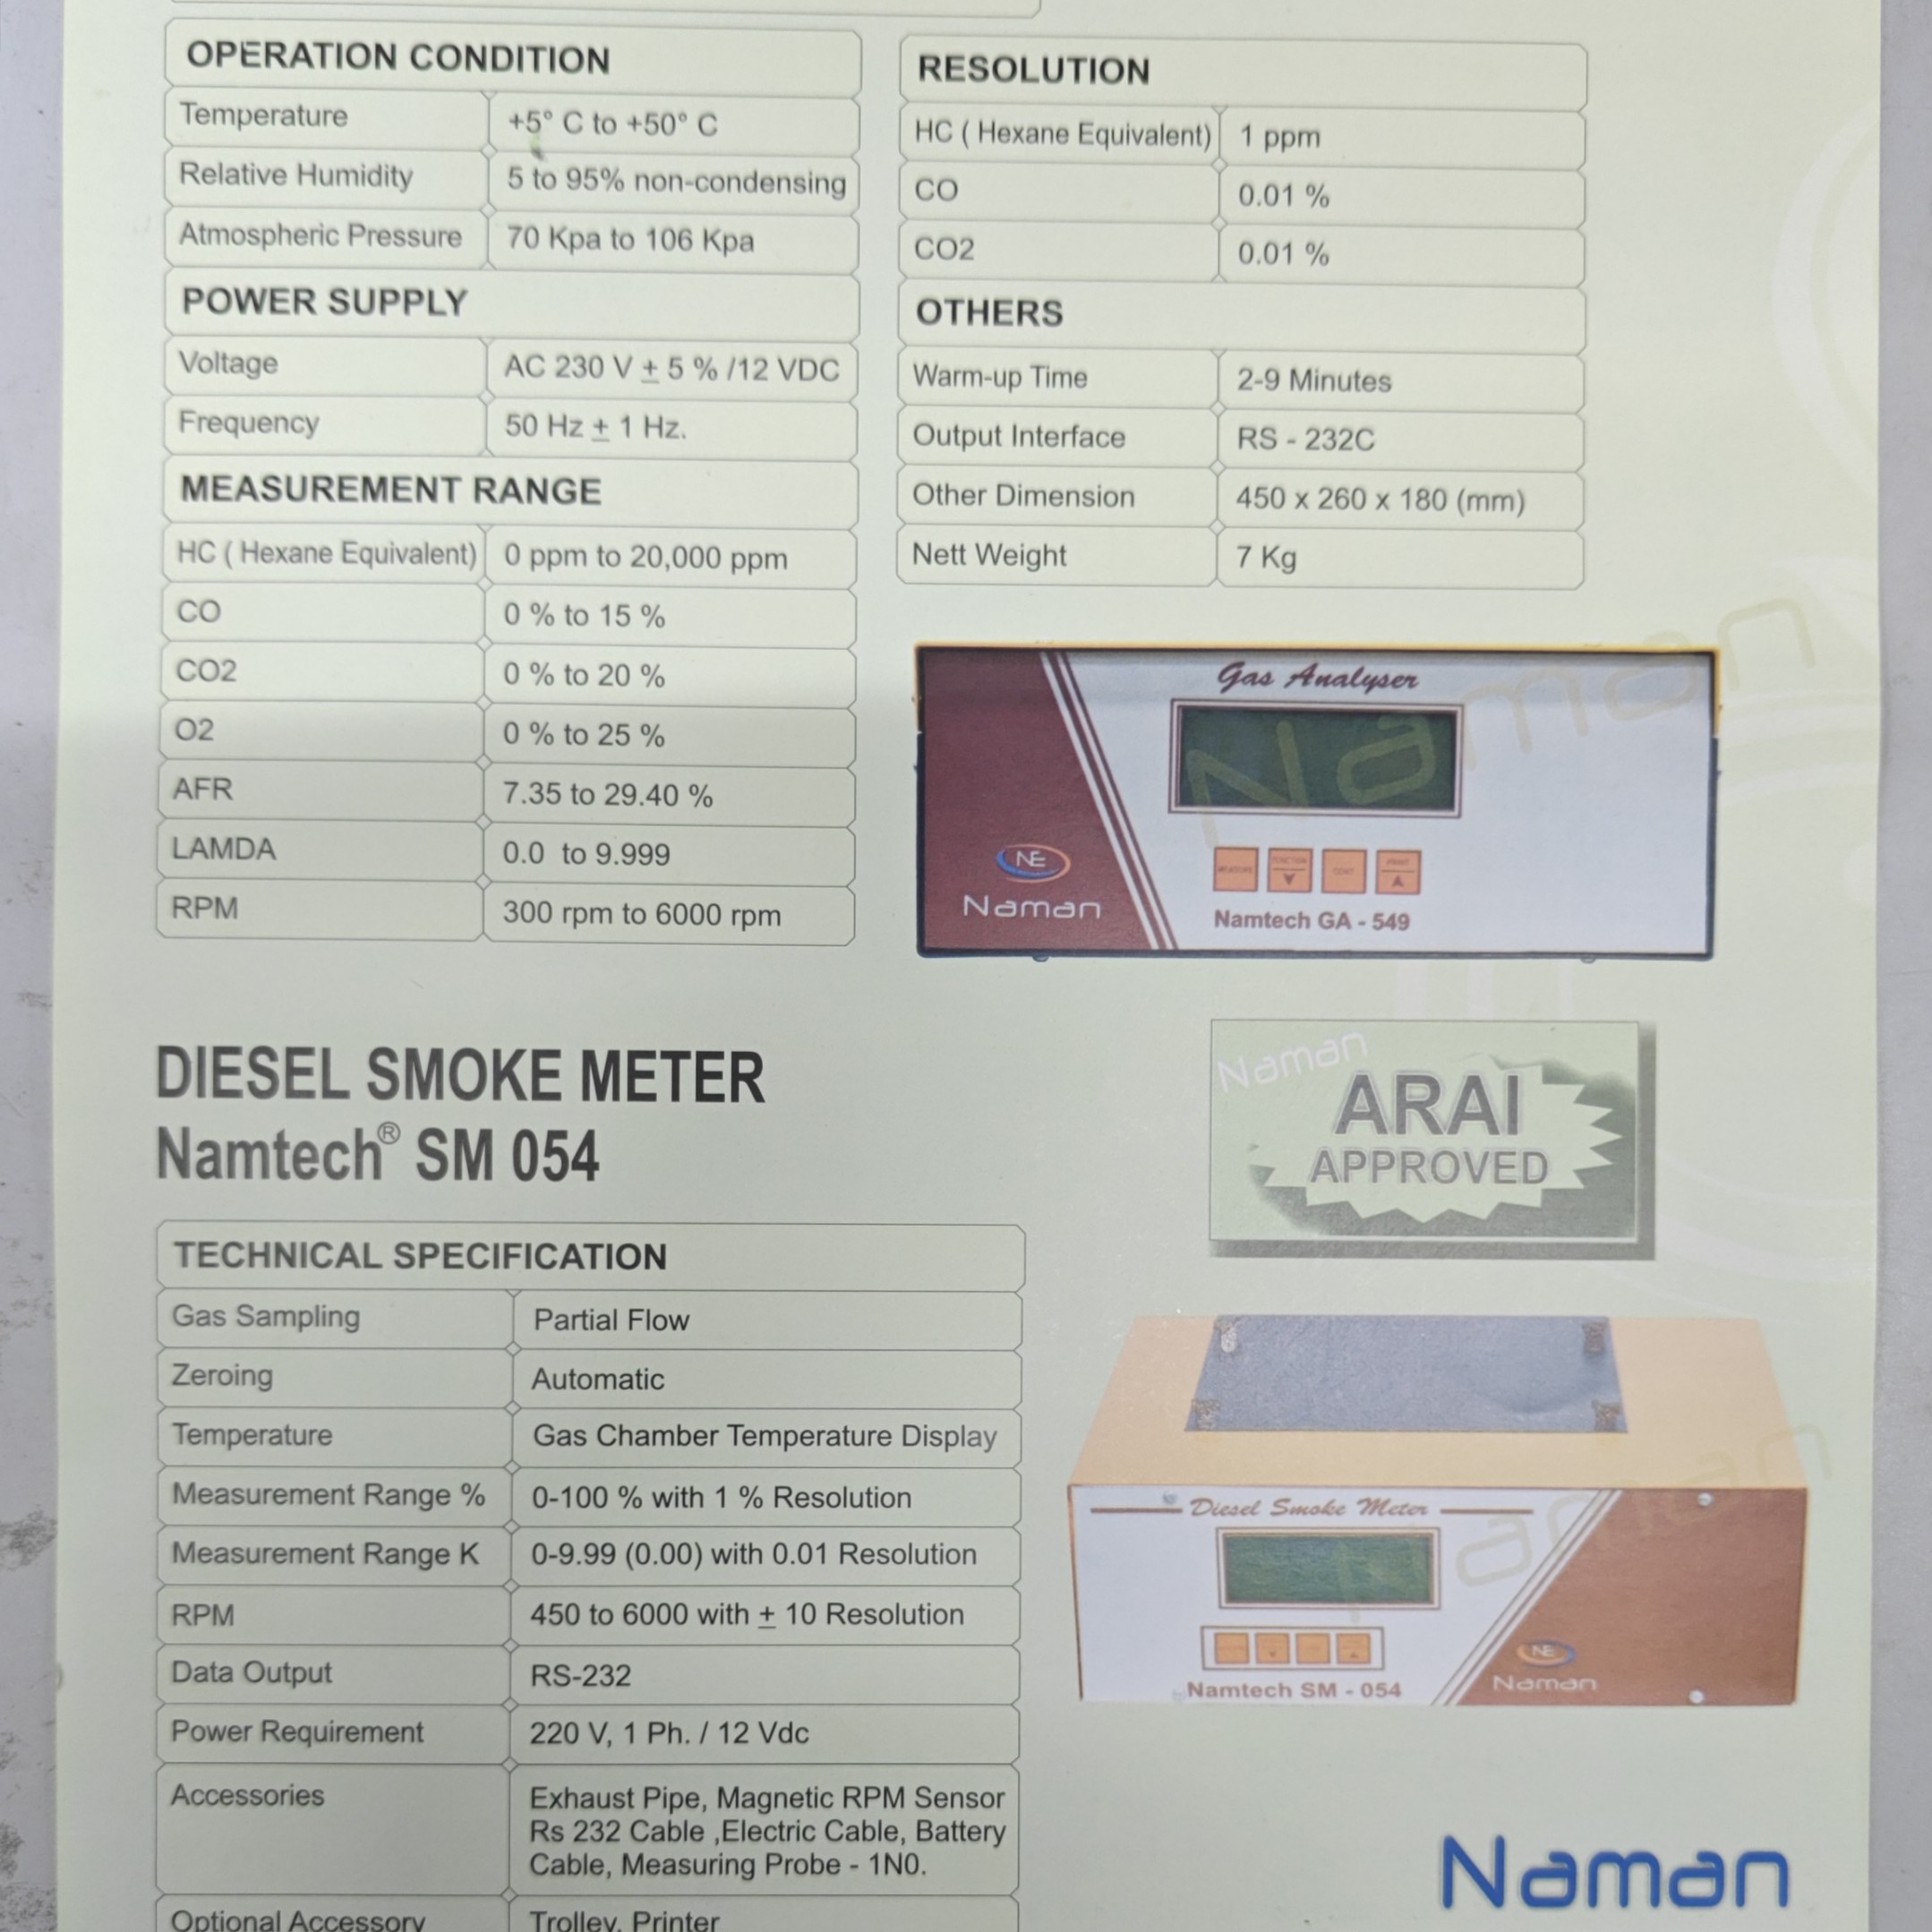 OPERATION CONDITION
Temperature +5° C to +50° C
Relative Humidity 5 to 95% non-condensing
Atmospheric Pressure 70 Kpa to 106 Kpa
POWER SUPPLY
Voltage AC 230 V ± 5 % /12 VDC
Frequency 50 Hz ± 1 Hz.
MEASUREMENT RANGE
HC ( Hexane Equivalent) 0 ppm to 20,000 ppm
CO 0 % to 15 %
CO2 0 % to 20 %
O2 0 % to 25 %
AFR 7.35 to 29.40 %
LAMDA 0.0 to 9.999
RPM 300 rpm to 6000 rpm
RESOLUTION
HC ( Hexane Equivalent) 1 ppm
CO 0.01 %
CO2 0.01 %
OTHERS
Warm-up Time 2-9 Minutes
Output Interface RS - 232C
Other Dimension 450 x 260 x 180 (mm)
Nett Weight 7 Kg
Gas Analyser
Naman
NE
Naman
MEASURE FUNCTION PRINT
Namtech GA - 549
DIESEL SMOKE METER
Namtech® SM 054
Naman
ARAI
APPROVED
TECHNICAL SPECIFICATION
Gas Sampling Partial Flow
Zeroing Automatic
Temperature Gas Chamber Temperature Display
Measurement Range % 0-100 % with 1 % Resolution
Measurement Range K 0-9.99 (0.00) with 0.01 Resolution
RPM 450 to 6000 with ± 10 Resolution
Data Output RS-232
Power Requirement 220 V, 1 Ph. / 12 Vdc
Accessories Exhaust Pipe, Magnetic RPM Sensor
Rs 232 Cable ,Electric Cable, Battery
Cable, Measuring Probe - 1N0.
Optional Accessory Trolley, Printer
Diesel Smoke Meter
Naman
NE
Naman
Namtech SM - 054
Naman